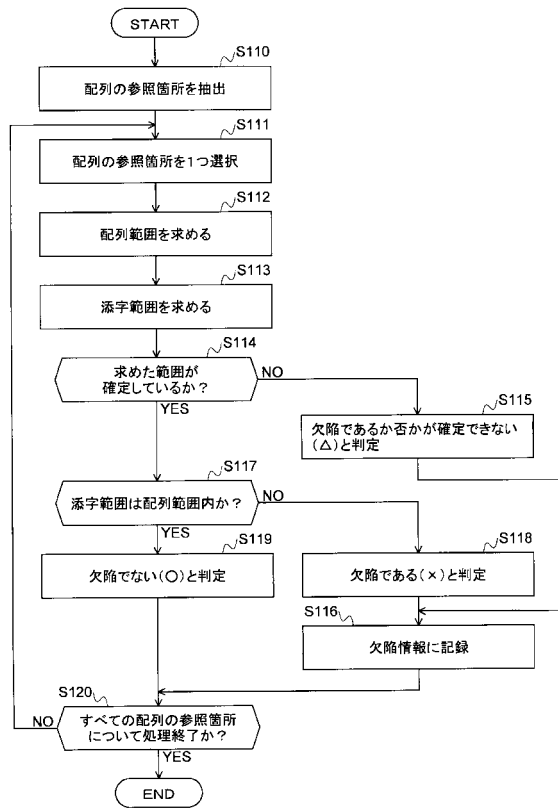 START
S110
配列の参照箇所を抽出
S111
配列の参照箇所を1つ選択
S112
配列範囲を求める
S113
添字範囲を求める
S114
求めた範囲が
確定しているか？
NO
YES
S115
欠陥であるか否かが確定できない
(△)と判定
S117
添字範囲は配列範囲内か？
NO
YES
S119
欠陥でない(○)と判定
S118
欠陥である(×)と判定
S116
欠陥情報に記録
S120
すべての配列の参照箇所
について処理終了か？
NO
YES
END